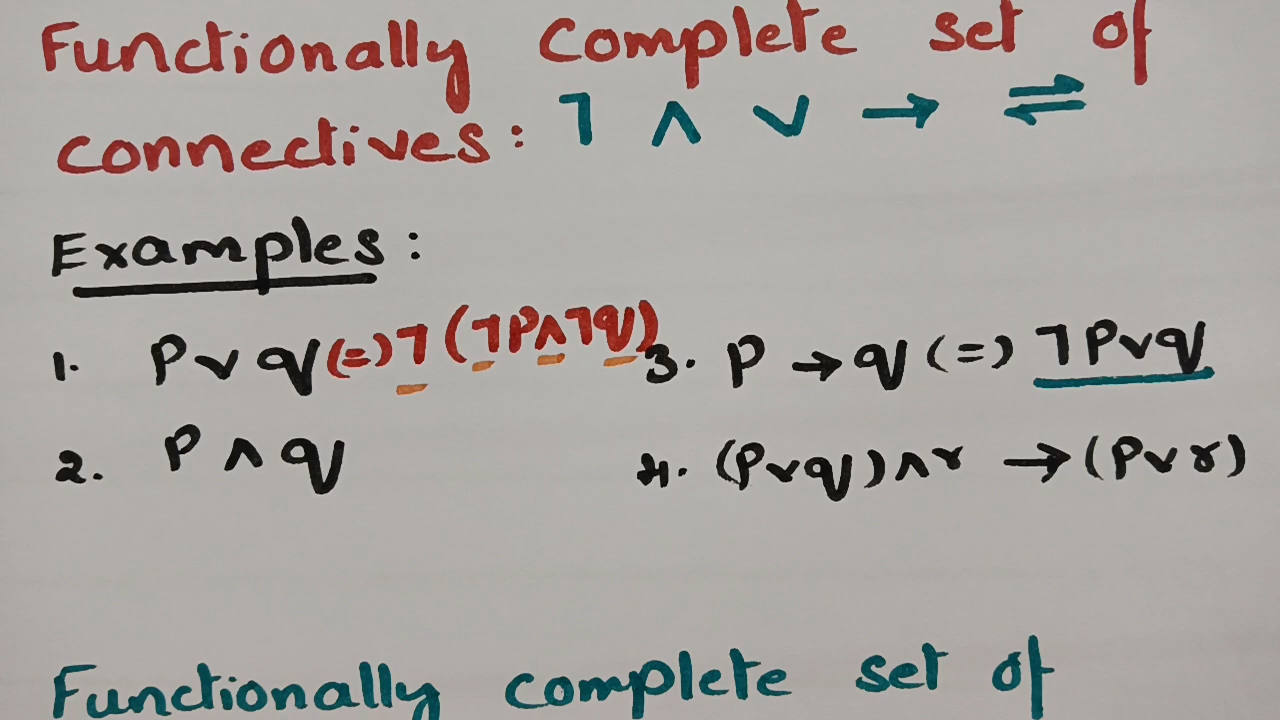 Functionally complete set of
connectives: ¬ ∧ ∨ → ⇌
Examples:
1. P ∨ q (=) ¬(¬P∧¬q)
2. P ∧ q
3. P → q (=) ¬P∨q
4. (P∨q)∧r → (P∨r)
Functionally complete set of